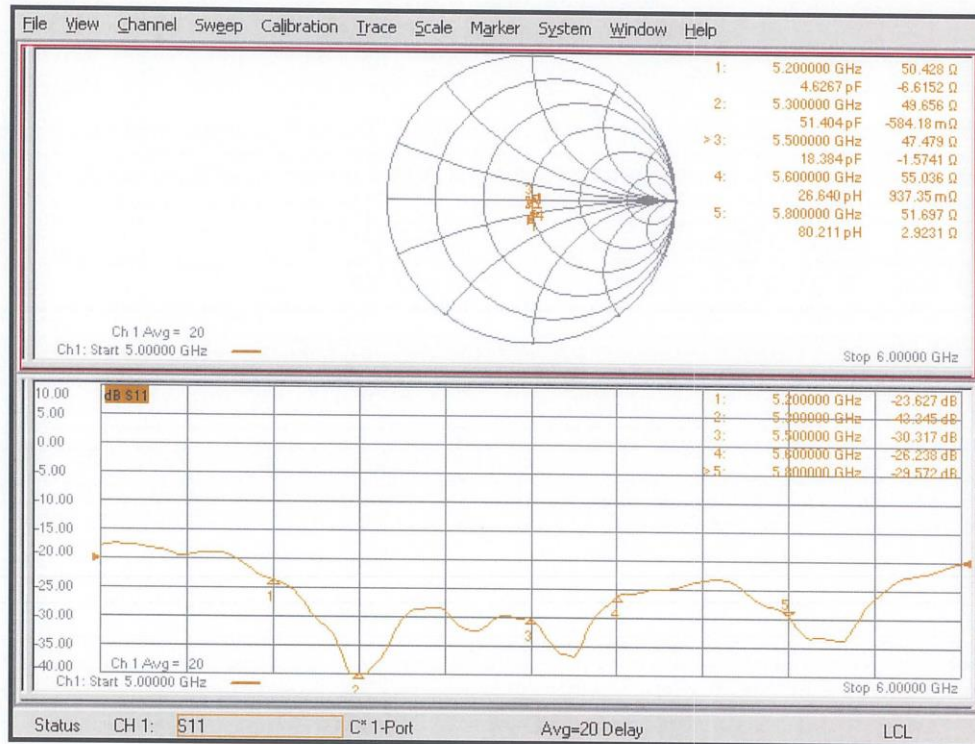 File View Channel Sweep Calibration Trace Scale Marker System Window Help
1: 5.200000 GHz 50.428 Ω
4.6267 pF -6.6152 Ω
2: 5.300000 GHz 49.656 Ω
51.404 pF -584.18 mΩ
>3: 5.500000 GHz 47.479 Ω
18.384 pF -1.5741 Ω
4: 5.600000 GHz 55.036 Ω
26.640 pH 937.35 mΩ
5: 5.800000 GHz 51.697 Ω
80.211 pH 2.9231 Ω
Ch 1 Avg = 20
Ch1: Start 5.00000 GHz
Stop 6.00000 GHz
dB S11
10.00
5.00
0.00
-5.00
-10.00
-15.00
-20.00
-25.00
-30.00
-35.00
-40.00
1: 5.200000 GHz -23.627 dB
2: 5.300000 GHz -43.345 dB
3: 5.500000 GHz -30.317 dB
4: 5.600000 GHz -26.238 dB
>5: 5.800000 GHz -29.572 dB
1
2
3
4
5
Ch 1 Avg = 20
Ch1: Start 5.00000 GHz
Stop 6.00000 GHz
Status CH 1: S11 C* 1-Port Avg=20 Delay LCL